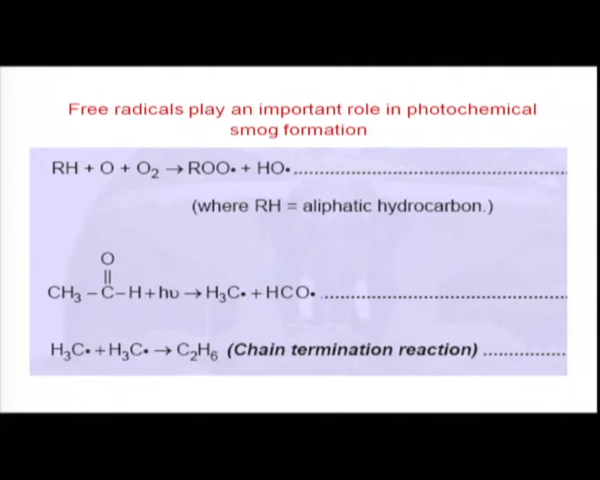 Free radicals play an important role in photochemical
smog formation
RH + O + O₂ → ROO• + HO•..........................................................
(where RH = aliphatic hydrocarbon.)
O
||
CH₃ – C–H + hυ → H₃C• + HCO• ....................................................
H₃C• + H₃C• → C₂H₆ (Chain termination reaction) .................